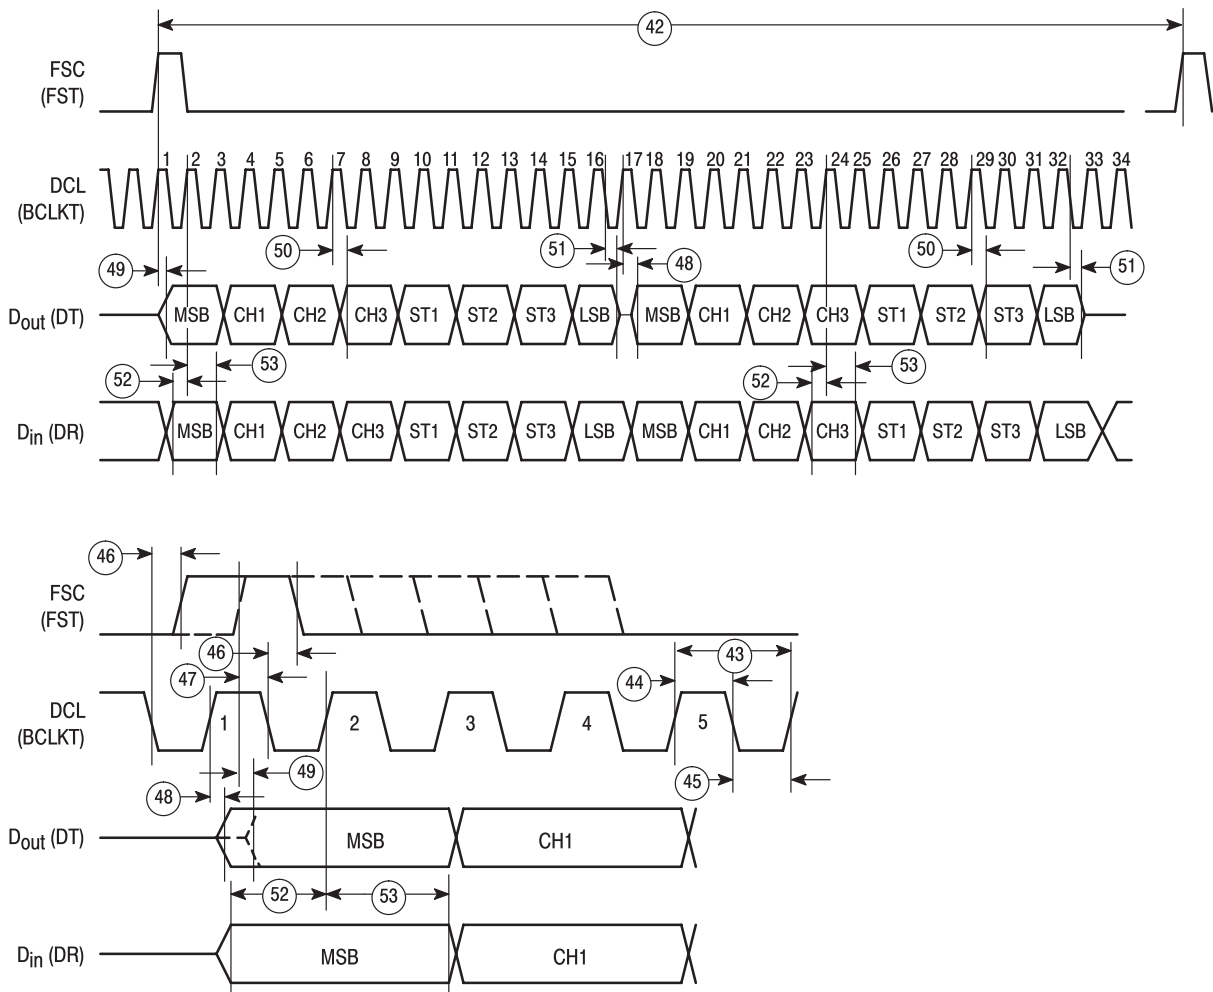 42
FSC
(FST)
1 2 3 4 5 6 7 8 9 10 11 12 13 14 15 16 17 18 19 20 21 22 23 24 25 26 27 28 29 30 31 32 33 34
DCL
(BCLKT)
49 50 51 48 50 51
Dout (DT) MSB CH1 CH2 CH3 ST1 ST2 ST3 LSB MSB CH1 CH2 CH3 ST1 ST2 ST3 LSB
52 53 52 53
Din (DR) MSB CH1 CH2 CH3 ST1 ST2 ST3 LSB MSB CH1 CH2 CH3 ST1 ST2 ST3 LSB
46
FSC
(FST)
46 43
47 44
DCL
(BCLKT)
1 2 3 4 5
49 45
48
Dout (DT) MSB CH1
52 53
Din (DR) MSB CH1